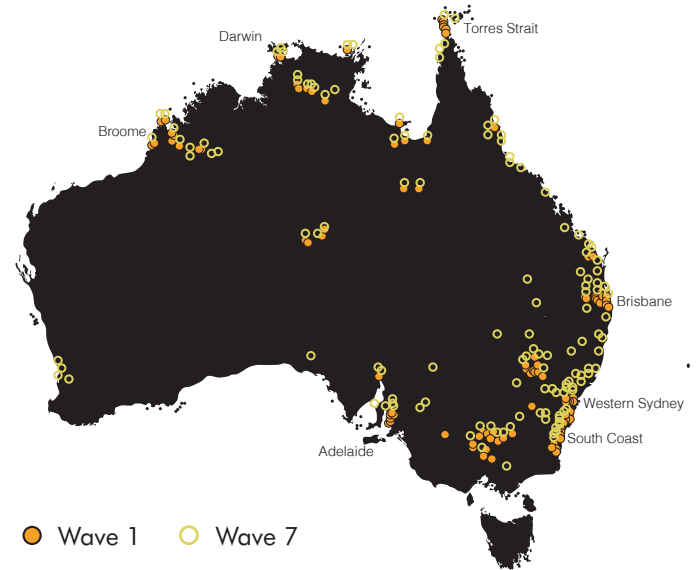 Darwin
Torres Strait
Broome
Brisbane
Western Sydney
South Coast
Adelaide
Wave 1
Wave 7